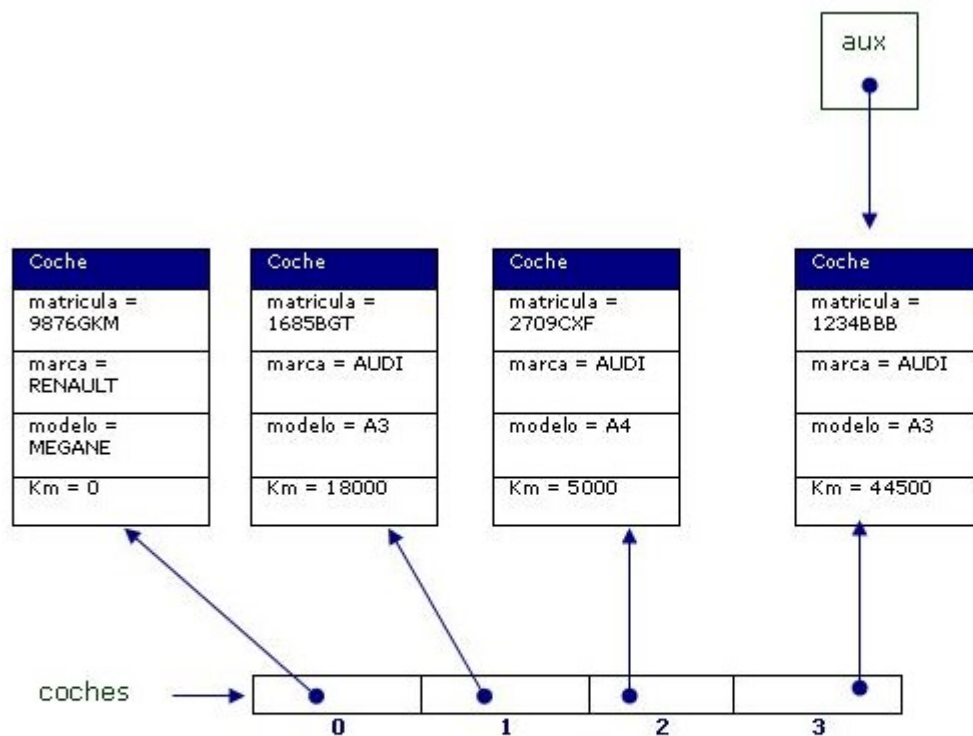 aux
Coche
matricula =
9876GKM
marca =
RENAULT
modelo =
MEGANE
Km = 0
Coche
matricula =
1685BGT
marca = AUDI
modelo = A3
Km = 18000
Coche
matricula =
2709CXF
marca = AUDI
modelo = A4
Km = 5000
Coche
matricula =
1234BBB
marca = AUDI
modelo = A3
Km = 44500
coches
0
1
2
3